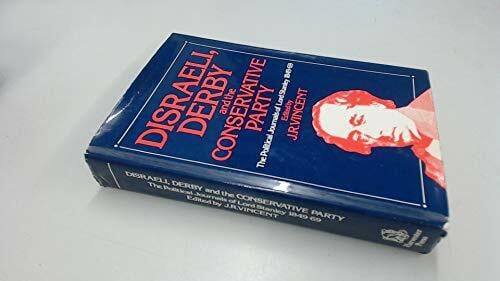 DISRAELI,
DERBY
and the
CONSERVATIVE
PARTY
The Political Journals of Lord Stanley 1849-69
Edited by
J.R.VINCENT
DISRAELI, DERBY and the CONSERVATIVE PARTY
The Political Journals of Lord Stanley 1849-69
Edited by J.R.VINCENT